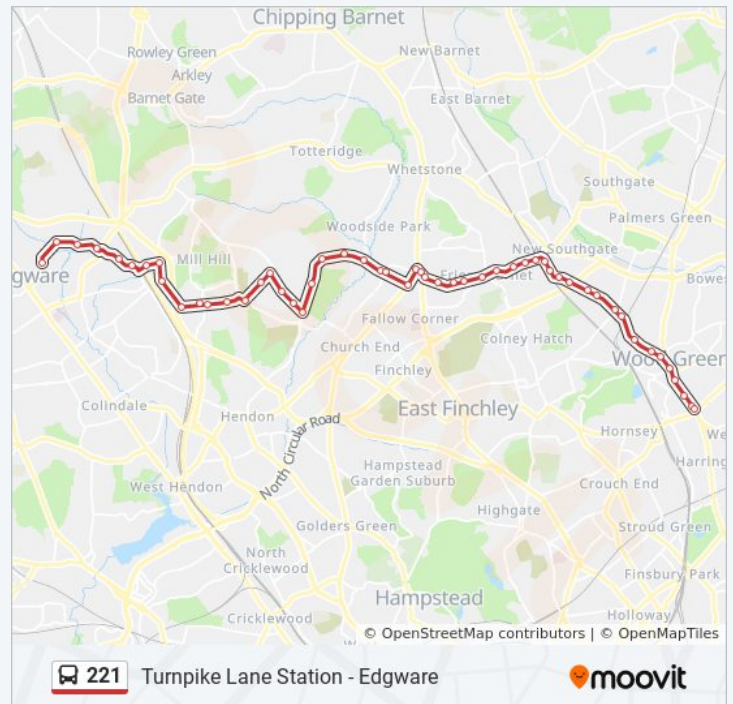 Chipping Barnet
Rowley Green
New Barnet
Arkley
Barnet Gate
East Barnet
Totteridge
Whetstone
Southgate
Palmers Green
Woodside Park
New Southgate
Mill Hill
gware
Frie rnet
Bowes
Fallow Corner
Colney Hatch
Church End
Finchley
Wood Green
Colindale
Hendon
East Finchley
North Circular Road
Hornsey
We
Harring
West Hendon
Hampstead
Garden Suburb
Crouch End
Highgate
Golders Green
Stroud Green
North
Cricklewood
Finsbury Park
Hampstead
Holloway
Cricklewood
W
© OpenStreetMap contributors | © OpenMapTiles
221 Turnpike Lane Station - Edgware
moovit